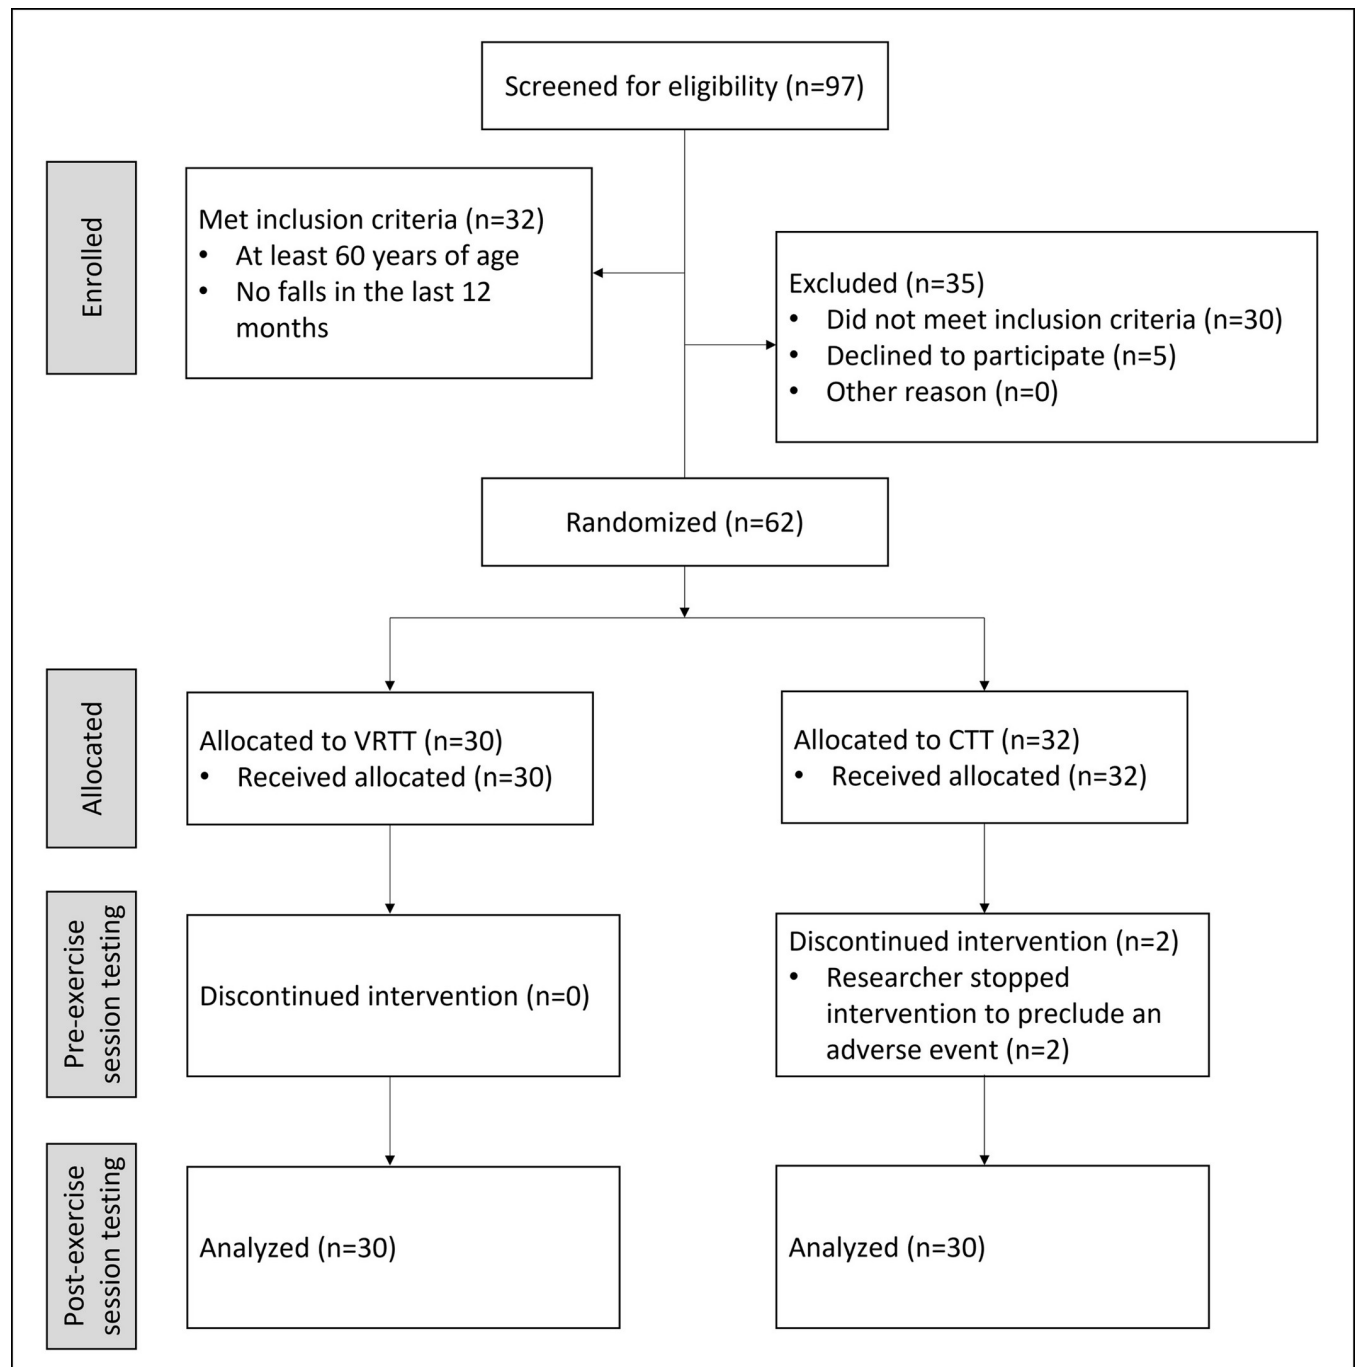 Screened for eligibility (n=97)
Enrolled
Met inclusion criteria (n=32)
• At least 60 years of age
• No falls in the last 12
months
Excluded (n=35)
• Did not meet inclusion criteria (n=30)
• Declined to participate (n=5)
• Other reason (n=0)
Randomized (n=62)
Allocated
Allocated to VRTT (n=30)
• Received allocated (n=30)
Allocated to CTT (n=32)
• Received allocated (n=32)
Pre-exercise
session testing
Discontinued intervention (n=0)
Discontinued intervention (n=2)
• Researcher stopped
intervention to preclude an
adverse event (n=2)
Post-exercise
session testing
Analyzed (n=30)
Analyzed (n=30)